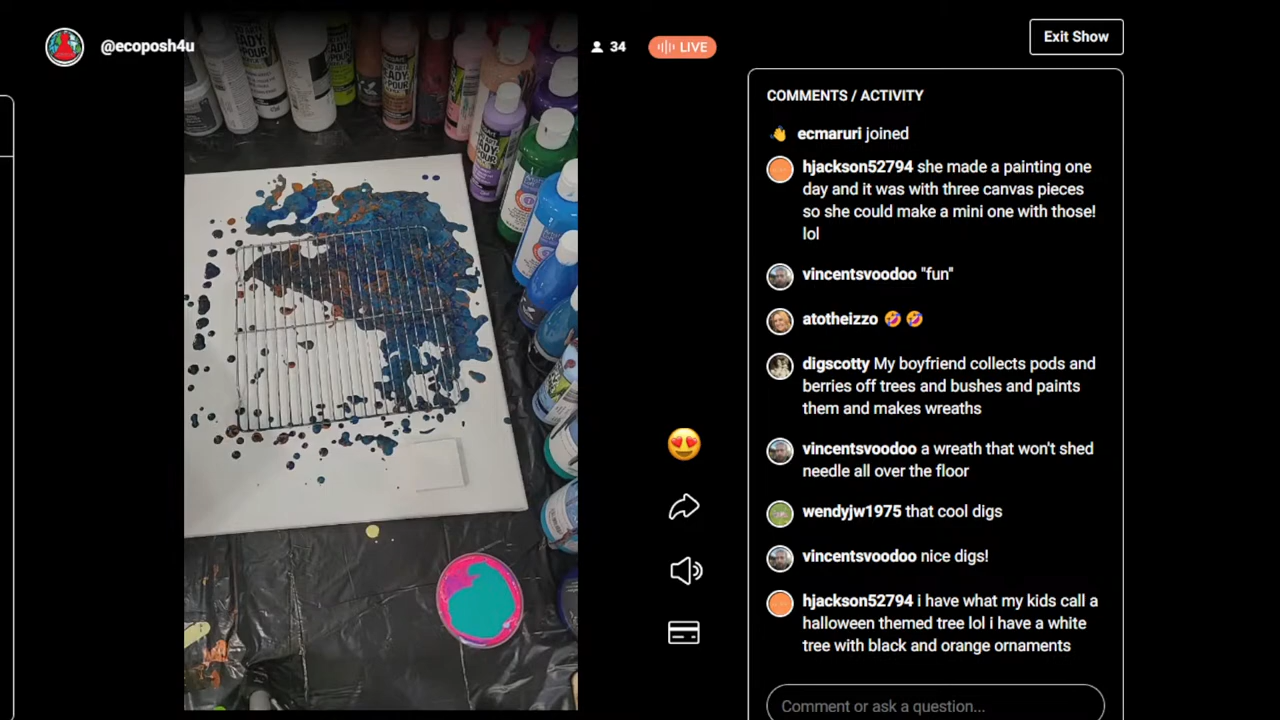 @ecoposh4u
34
LIVE
Exit Show
COMMENTS / ACTIVITY
ecmaruri joined
hjackson52794 she made a painting one
day and it was with three canvas pieces
so she could make a mini one with those!
lol
vincentsvoodoo "fun"
atotheizzo 🤣 🤣
digscotty My boyfriend collects pods and
berries off trees and bushes and paints
them and makes wreaths
vincentsvoodoo a wreath that won't shed
needle all over the floor
wendyjw1975 that cool digs
vincentsvoodoo nice digs!
hjackson52794 i have what my kids call a
halloween themed tree lol i have a white
tree with black and orange ornaments
Comment or ask a question...